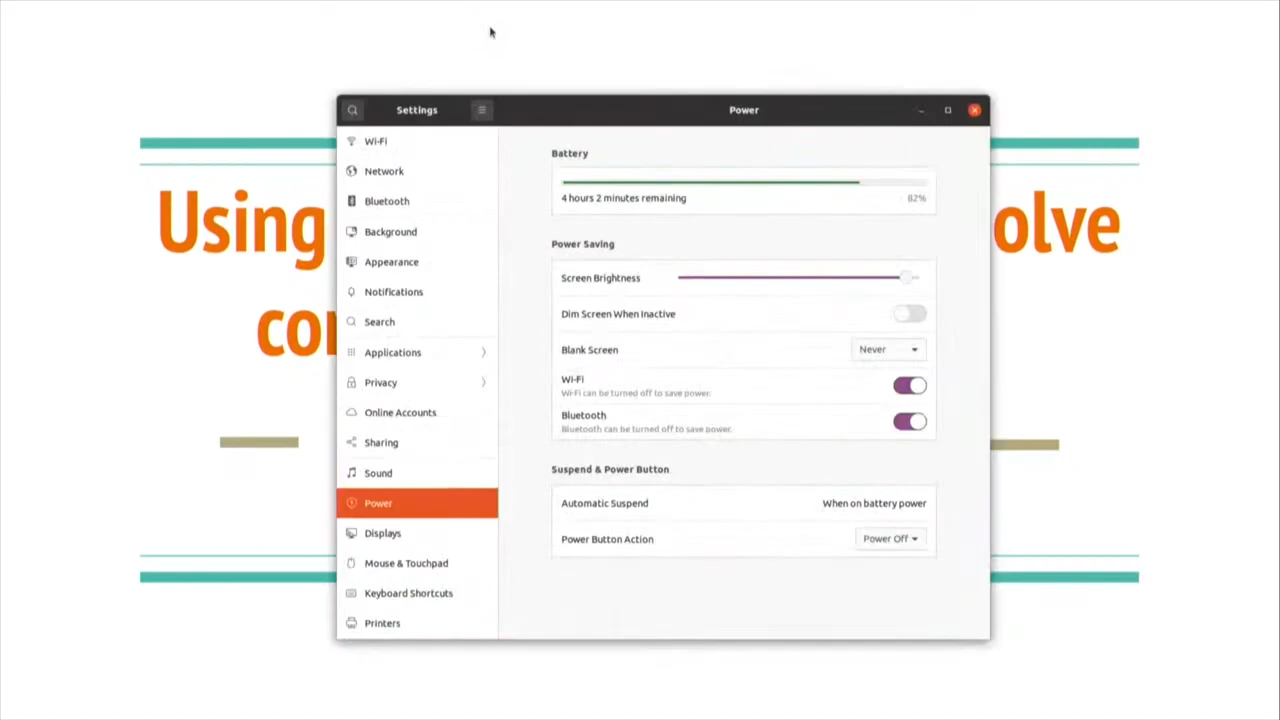 Settings
Power
Using
olve
Wi-Fi
Network
Bluetooth
Background
Appearance
Notifications
Search
Applications
Privacy
Online Accounts
Sharing
Sound
Power
Displays
Mouse & Touchpad
Keyboard Shortcuts
Printers
Battery
4 hours 2 minutes remaining 82%
Power Saving
Screen Brightness
Dim Screen When Inactive
Blank Screen Never
Wi-Fi
Wi-Fi can be turned off to save power.
Bluetooth
Bluetooth can be turned off to save power.
Suspend & Power Button
Automatic Suspend When on battery power
Power Button Action Power Off